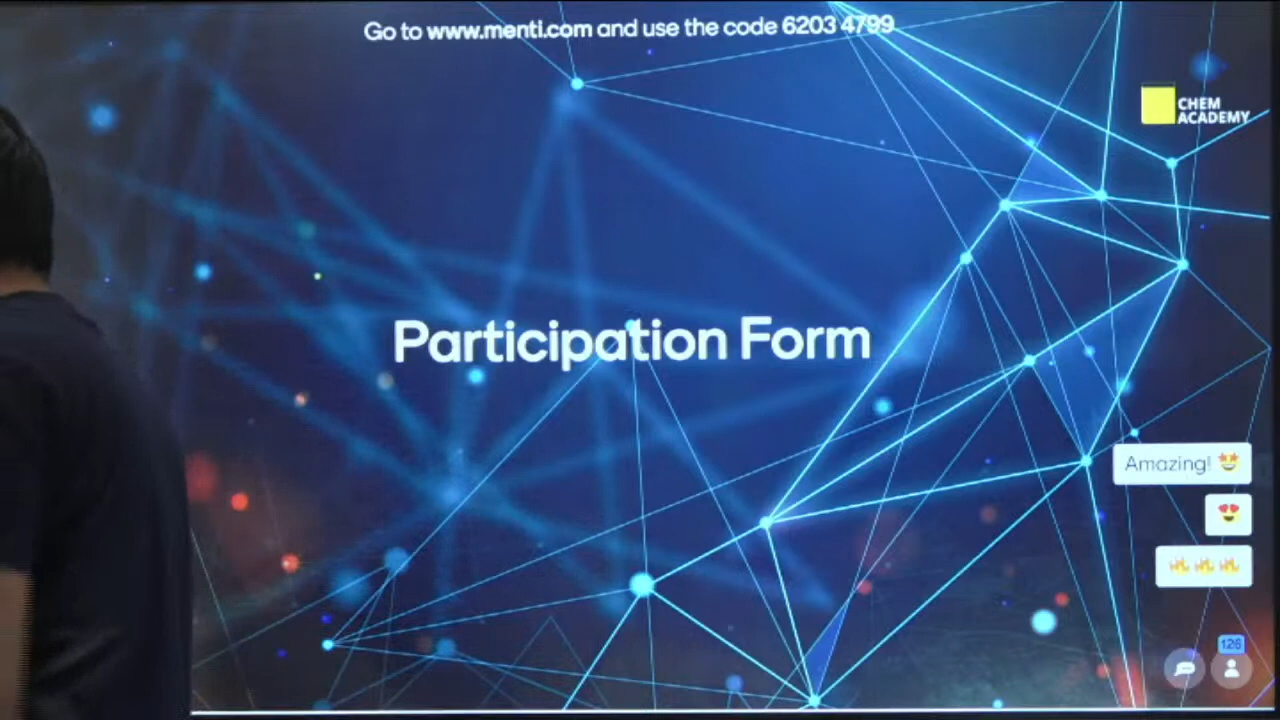 Go to www.menti.com and use the code 6203 4799
CHEM
ACADEMY
Participation Form
Amazing! 🤩
😍
🔥🔥🔥
126